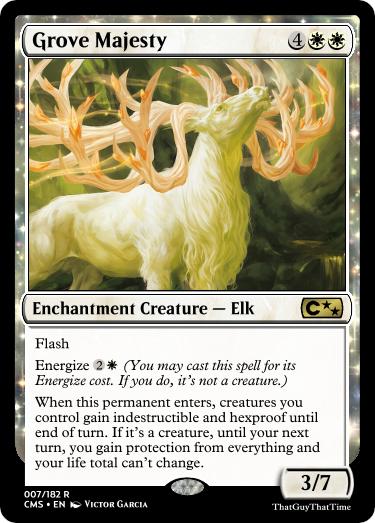 Grove Majesty 4
Enchantment Creature — Elk C
Flash
Energize 2 (You may cast this spell for its
Energize cost. If you do, it's not a creature.)
When this permanent enters, creatures you
control gain indestructible and hexproof until
end of turn. If it's a creature, until your next
turn, you gain protection from everything and
your life total can't change.
3/7
007/182 R
CMS • EN VICTOR GARCIA
ThatGuyThatTime